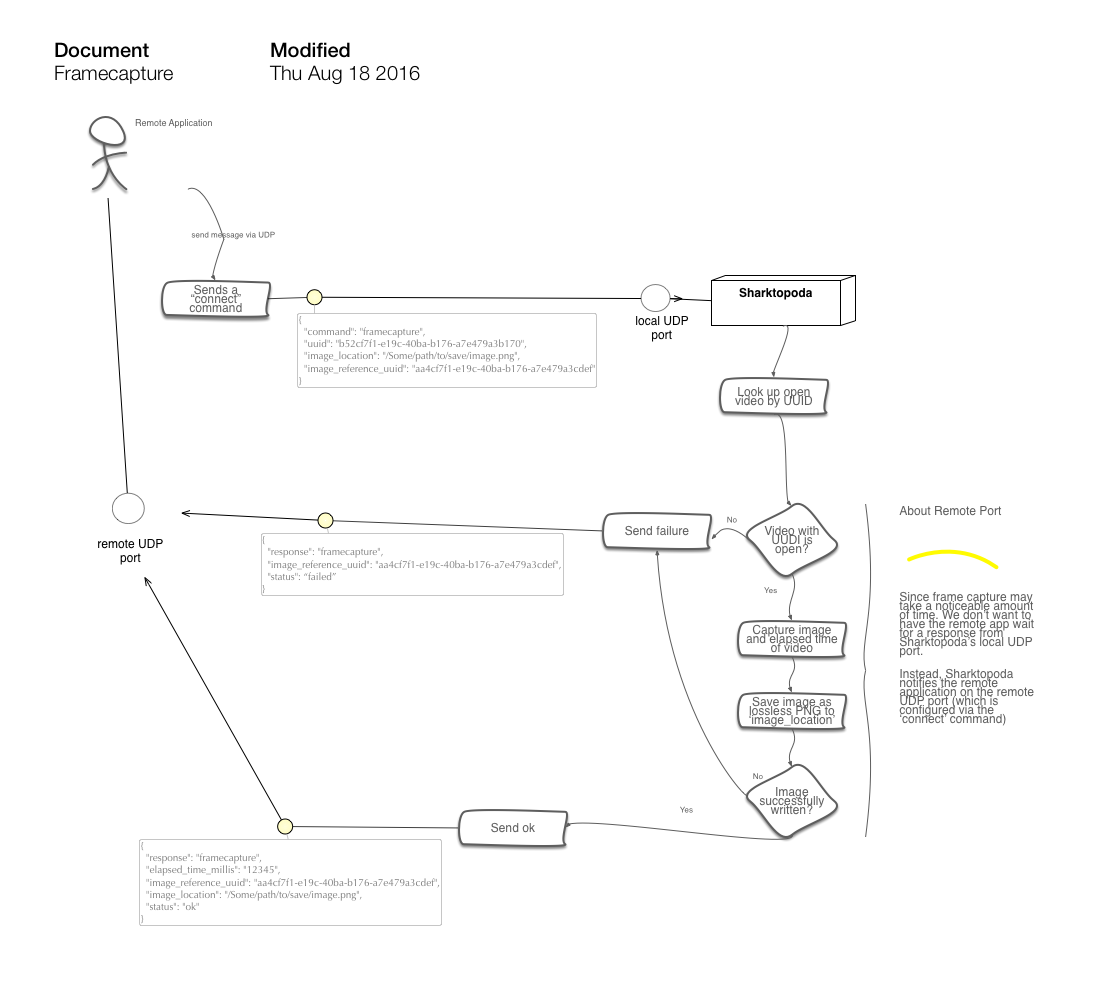 Document
Framecapture
Modified
Thu Aug 18 2016
Remote Application
send message via UDP
Sends a
“connect”
command
{
"command": "framecapture",
"uuid": "b52cf7f1-e19c-40ba-b176-a7e479a3b170",
"image_location": "/Some/path/to/save/image.png",
"image_reference_uuid": "aa4cf7f1-e19c-40ba-b176-a7e479a3cdef"
}
local UDP
port
Sharktopoda
Look up open
video by UUID
Video with
UUDI is
open?
No
Yes
Send failure
{
"response": "framecapture",
"image_reference_uuid": "aa4cf7f1-e19c-40ba-b176-a7e479a3cdef",
"status": “failed”
}
remote UDP
port
About Remote Port
Since frame capture may
take a noticeable amount
of time. We don’t want to
have the remote app wait
for a response from
Sharktopoda’s local UDP
port.
Instead, Sharktopoda
notifies the remote
application on the remote
UDP port (which is
configured via the
‘connect’ command)
Capture image
and elapsed time
of video
Save image as
lossless PNG to
‘image_location’
Image
successfully
written?
No
Yes
Send ok
{
"response": "framecapture",
"elapsed_time_millis": "12345",
"image_reference_uuid": "aa4cf7f1-e19c-40ba-b176-a7e479a3cdef",
"image_location": "/Some/path/to/save/image.png",
"status": "ok"
}